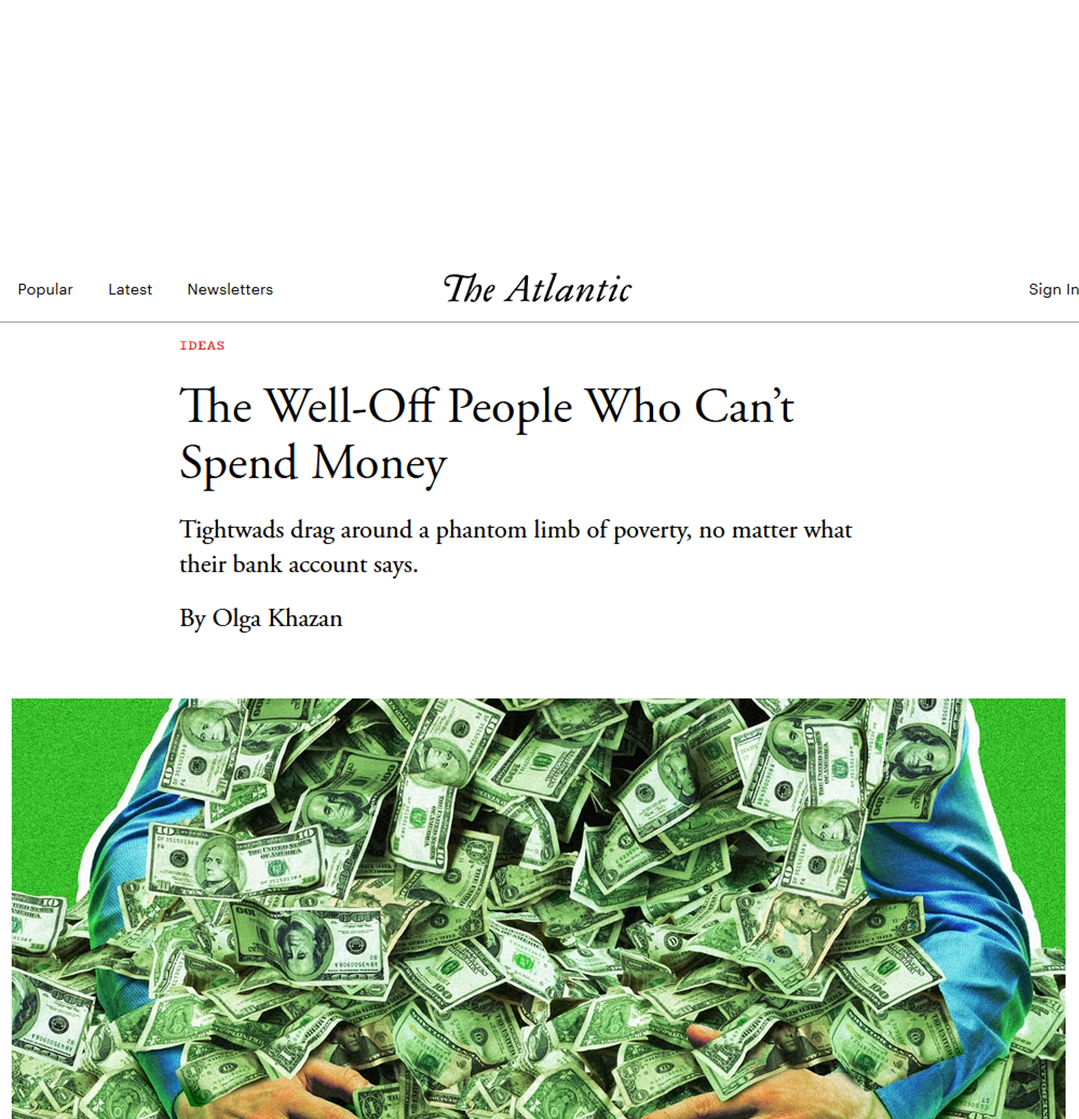 Popular Latest Newsletters The Atlantic Sign In
IDEAS
The Well-Off People Who Can’t
Spend Money
Tightwads drag around a phantom limb of poverty, no matter what
their bank account says.
By Olga Khazan